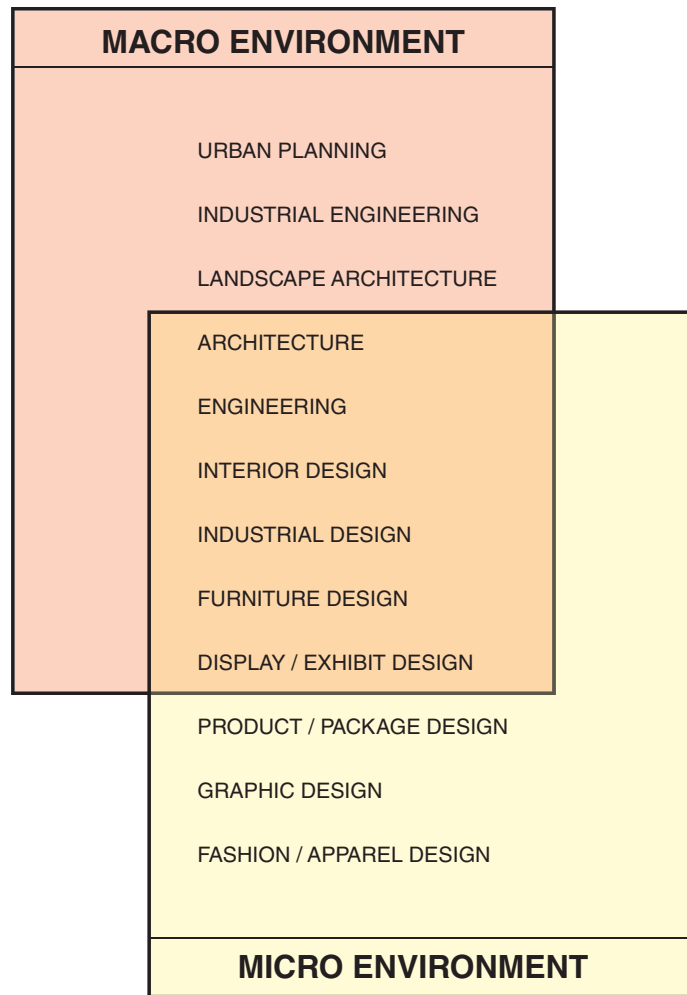 MACRO ENVIRONMENT
URBAN PLANNING
INDUSTRIAL ENGINEERING
LANDSCAPE ARCHITECTURE
ARCHITECTURE
ENGINEERING
INTERIOR DESIGN
INDUSTRIAL DESIGN
FURNITURE DESIGN
DISPLAY / EXHIBIT DESIGN
PRODUCT / PACKAGE DESIGN
GRAPHIC DESIGN
FASHION / APPAREL DESIGN
MICRO ENVIRONMENT